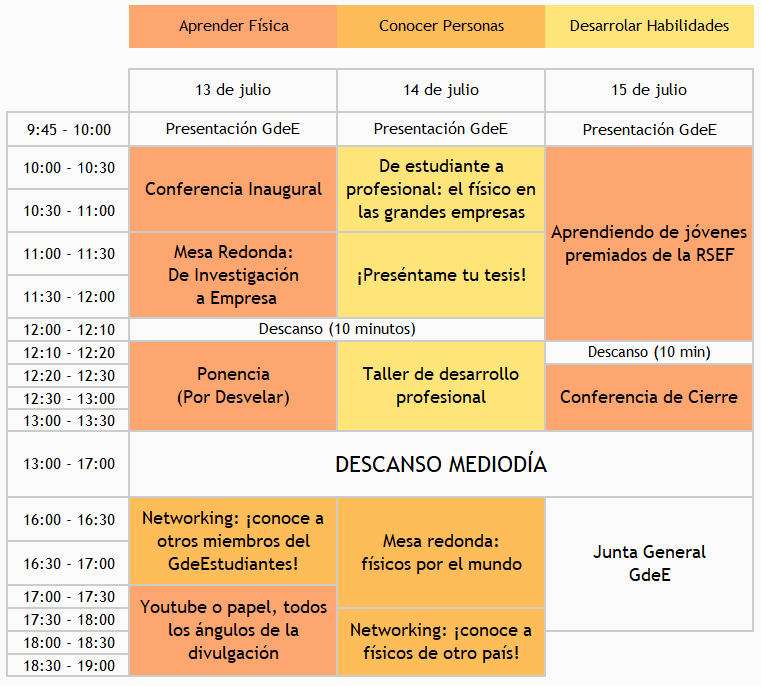 Aprender Física
Conocer Personas
Desarrolar Habilidades
13 de julio
14 de julio
15 de julio
9:45 - 10:00
Presentación GdeE
Presentación GdeE
Presentación GdeE
10:00 - 10:30
10:30 - 11:00
Conferencia Inaugural
De estudiante a
profesional: el físico en
las grandes empresas
Aprendiendo de jóvenes
premiados de la RSEF
11:00 - 11:30
11:30 - 12:00
Mesa Redonda:
De Investigación
a Empresa
¡Preséntame tu tesis!
12:00 - 12:10
Descanso (10 minutos)
12:10 - 12:20
Descanso (10 min)
12:20 - 12:30
12:30 - 13:00
13:00 - 13:30
Ponencia
(Por Desvelar)
Taller de desarrollo
profesional
Conferencia de Cierre
13:00 - 17:00
DESCANSO MEDIODÍA
16:00 - 16:30
16:30 - 17:00
Networking: ¡conoce a
otros miembros del
GdeEstudiantes!
Mesa redonda:
físicos por el mundo
Junta General
GdeE
17:00 - 17:30
17:30 - 18:00
18:00 - 18:30
18:30 - 19:00
Youtube o papel, todos
los ángulos de la
divulgación
Networking: ¡conoce a
físicos de otro país!